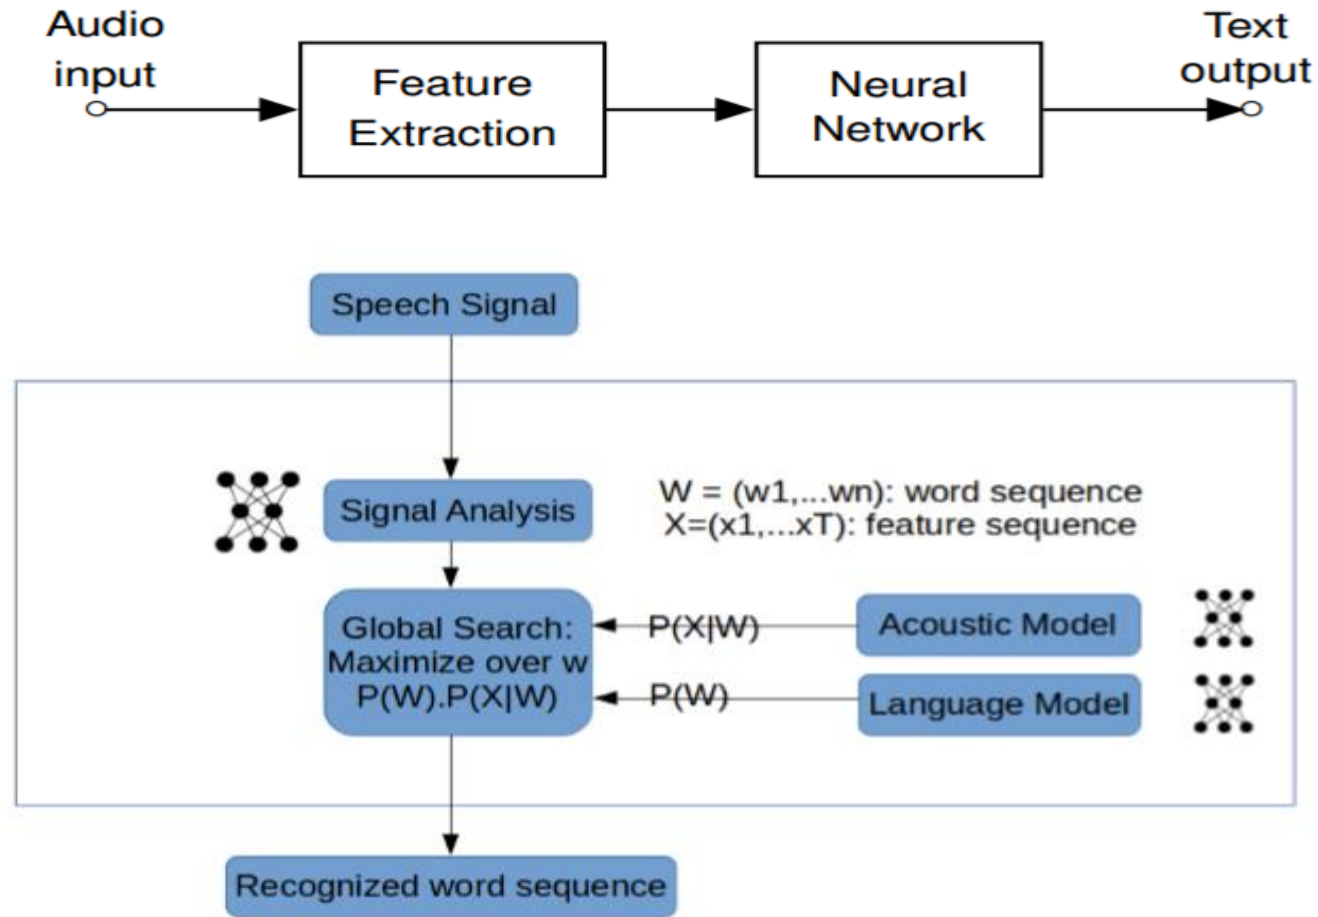 Audio
input
Feature
Extraction
Neural
Network
Text
output
Speech Signal
Signal Analysis
W = (w1,...wn): word sequence
X=(x1,...xT): feature sequence
Global Search:
Maximize over w
P(W).P(X|W)
P(X|W)
Acoustic Model
P(W)
Language Model
Recognized word sequence